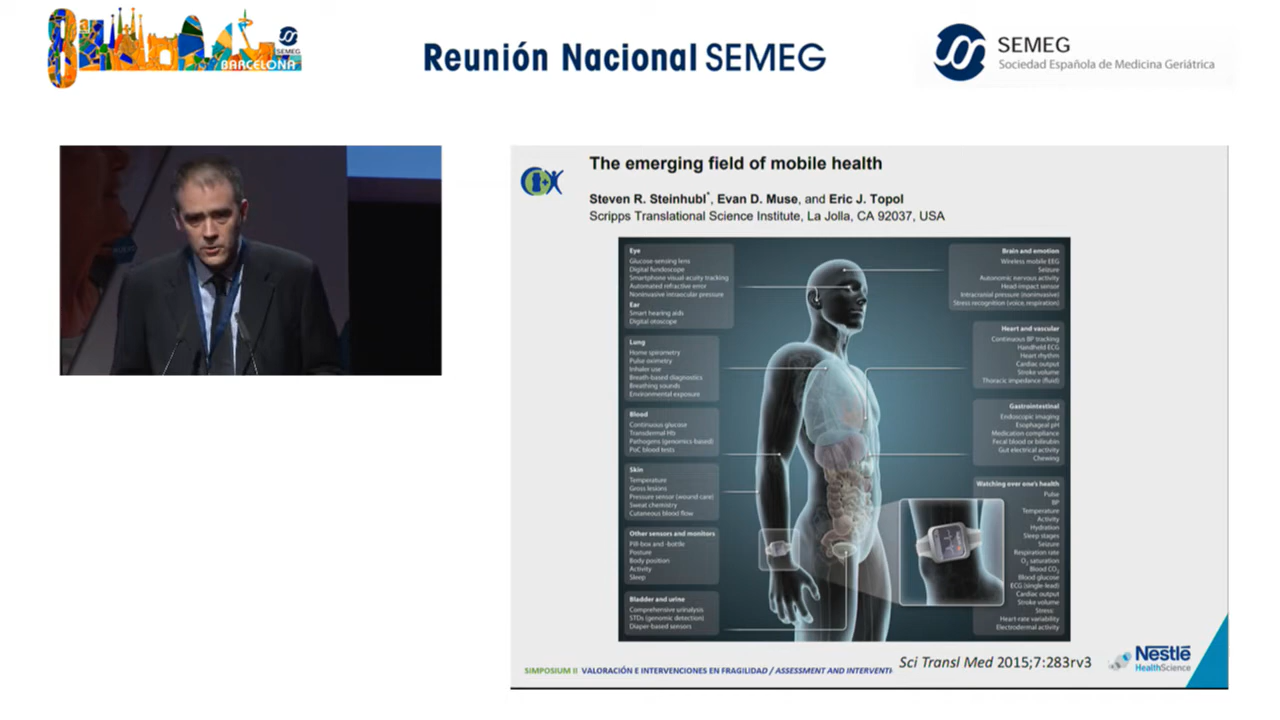 8ª
BARCELONA
SEMEG
Reunión Nacional SEMEG
SEMEG
Sociedad Española de Medicina Geriátrica
The emerging field of mobile health
Steven R. Steinhubl*, Evan D. Muse, and Eric J. Topol
Scripps Translational Science Institute, La Jolla, CA 92037, USA
Eye
Glucose-sensing lens
Digital fundoscope
Smartphone visual acuity tracking
Automated refractive error
Noninvasive intraocular pressure
Ear
Smart hearing aids
Digital otoscope
Lung
Home spirometry
Pulse oximetry
Inhaler use
Breath-based diagnostics
Breathing sounds
Environmental exposure
Blood
Continuous glucose
Transdermal Hb
Pathogens (genomics-based)
PoC blood tests
Skin
Temperature
Gross lesions
Pressure sensor (wound care)
Sweat chemistry
Cutaneous blood flow
Other sensors and monitors
Pill-box and -bottle
Posture
Body position
Activity
Sleep
Bladder and urine
Comprehensive urinalysis
STDs (genomic detection)
Diaper-based sensors
Brain and emotion
Wireless mobile EEG
Seizure
Autonomic nervous activity
Head-impact sensor
Intracranial pressure (noninvasive)
Stress recognition (voice, respiration)
Heart and vascular
Continuous BP tracking
Handheld ECG
Heart rhythm
Cardiac output
Stroke volume
Thoracic impedance (fluid)
Gastrointestinal
Endoscopic imaging
Esophageal pH
Medication compliance
Fecal blood or bilirubin
Gut electrical activity
Chewing
Watching over one's health
Pulse
BP
Temperature
Activity
Hydration
Sleep stages
Seizure
Respiration rate
O₂ saturation
Blood CO₂
Blood glucose
ECG (single-lead)
Cardiac output
Stroke volume
Stress:
Heart rate variability
Electrodermal activity
Sci Transl Med 2015;7:283rv3
SIMPOSIUM II VALORACIÓN E INTERVENCIONES EN FRAGILIDAD / ASSESSMENT AND INTERVENTI
Nestlé
HealthScience